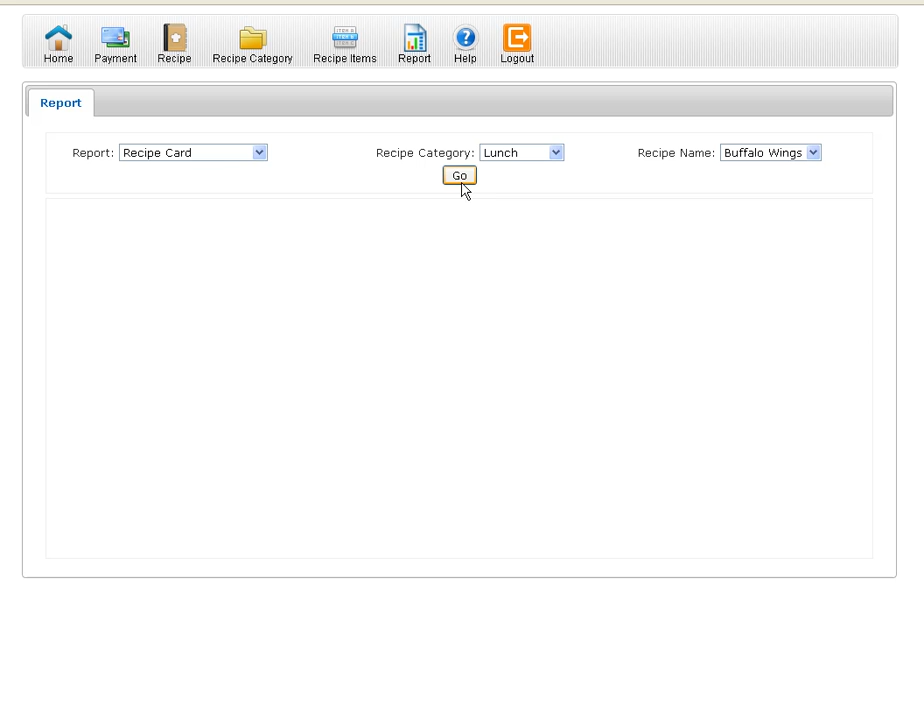 Home Payment Recipe Recipe Category Recipe Items Report Help Logout
Report
Report: Recipe Card Recipe Category: Lunch Recipe Name: Buffalo Wings
Go